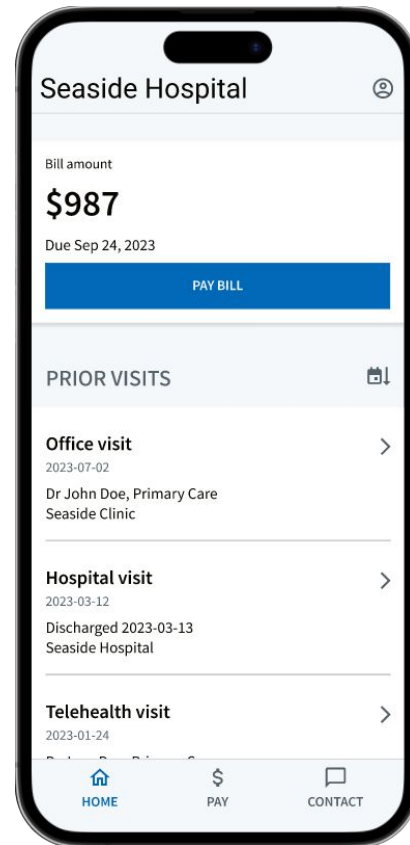 Seaside Hospital
Bill amount
$987
Due Sep 24, 2023
PAY BILL
PRIOR VISITS
Office visit
2023-07-02
Dr John Doe, Primary Care
Seaside Clinic
Hospital visit
2023-03-12
Discharged 2023-03-13
Seaside Hospital
Telehealth visit
2023-01-24
HOME
PAY
CONTACT